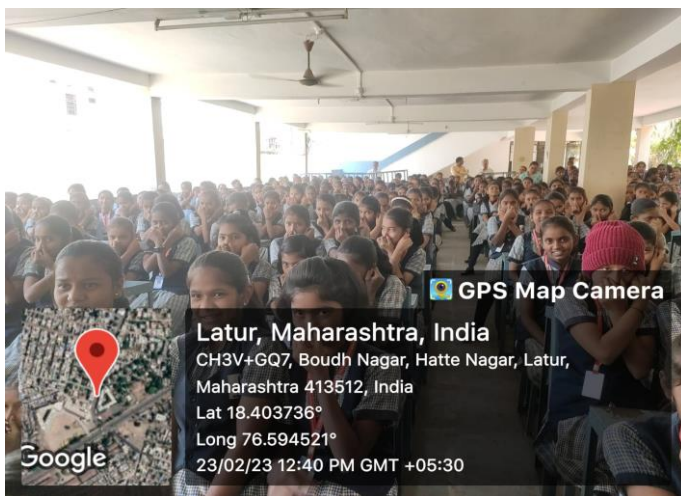 GPS Map Camera
Latur, Maharashtra, India
CH3V+GQ7, Boudh Nagar, Hatte Nagar, Latur,
Maharashtra 413512, India
Lat 18.403736°
Long 76.594521°
23/02/23 12:40 PM GMT +05:30
Google